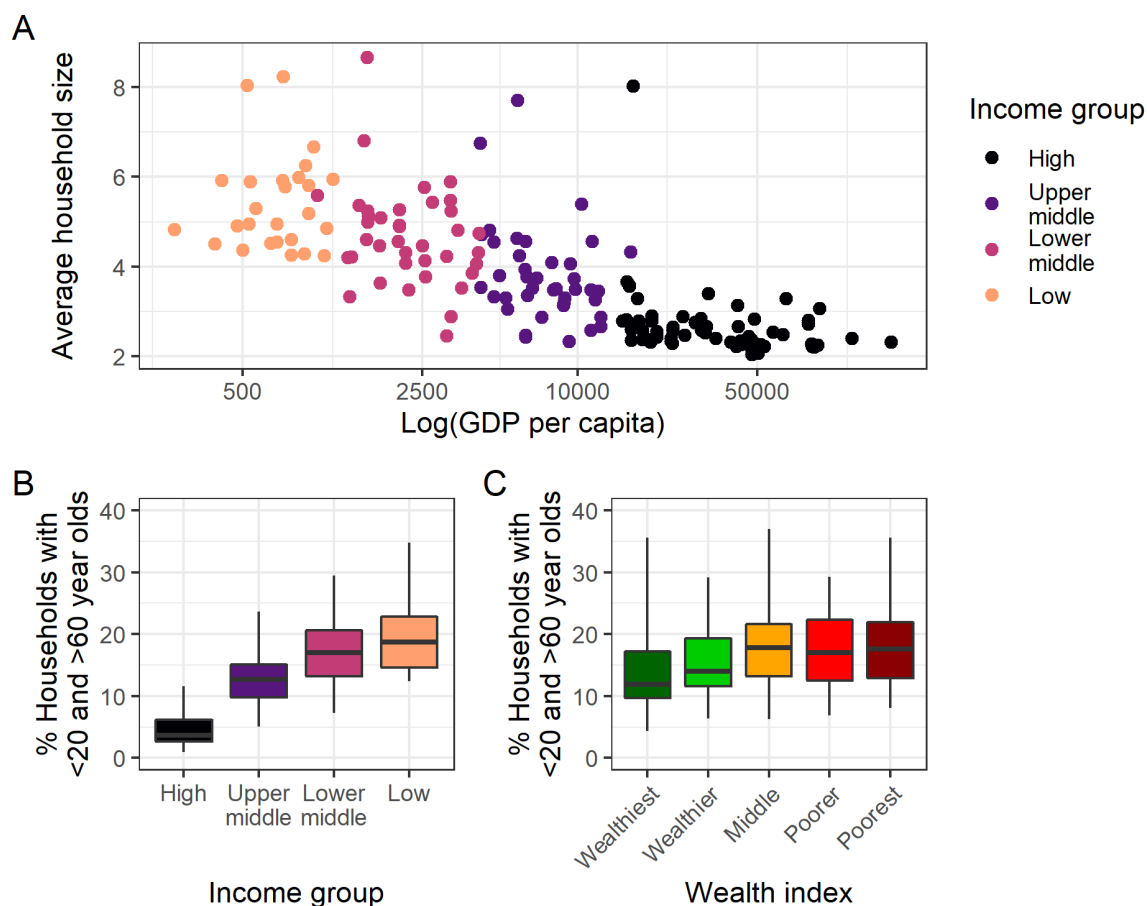 A
Average household size
8
6
4
2
500
2500
10000
50000
Log(GDP per capita)
Income group
High
Upper
middle
Lower
middle
Low
B
% Households with
<20 and >60 year olds
40
30
20
10
0
High
Upper
middle
Lower
middle
Low
Income group
C
% Households with
<20 and >60 year olds
40
30
20
10
0
Wealthiest
Wealthier
Middle
Poorer
Poorest
Wealth index